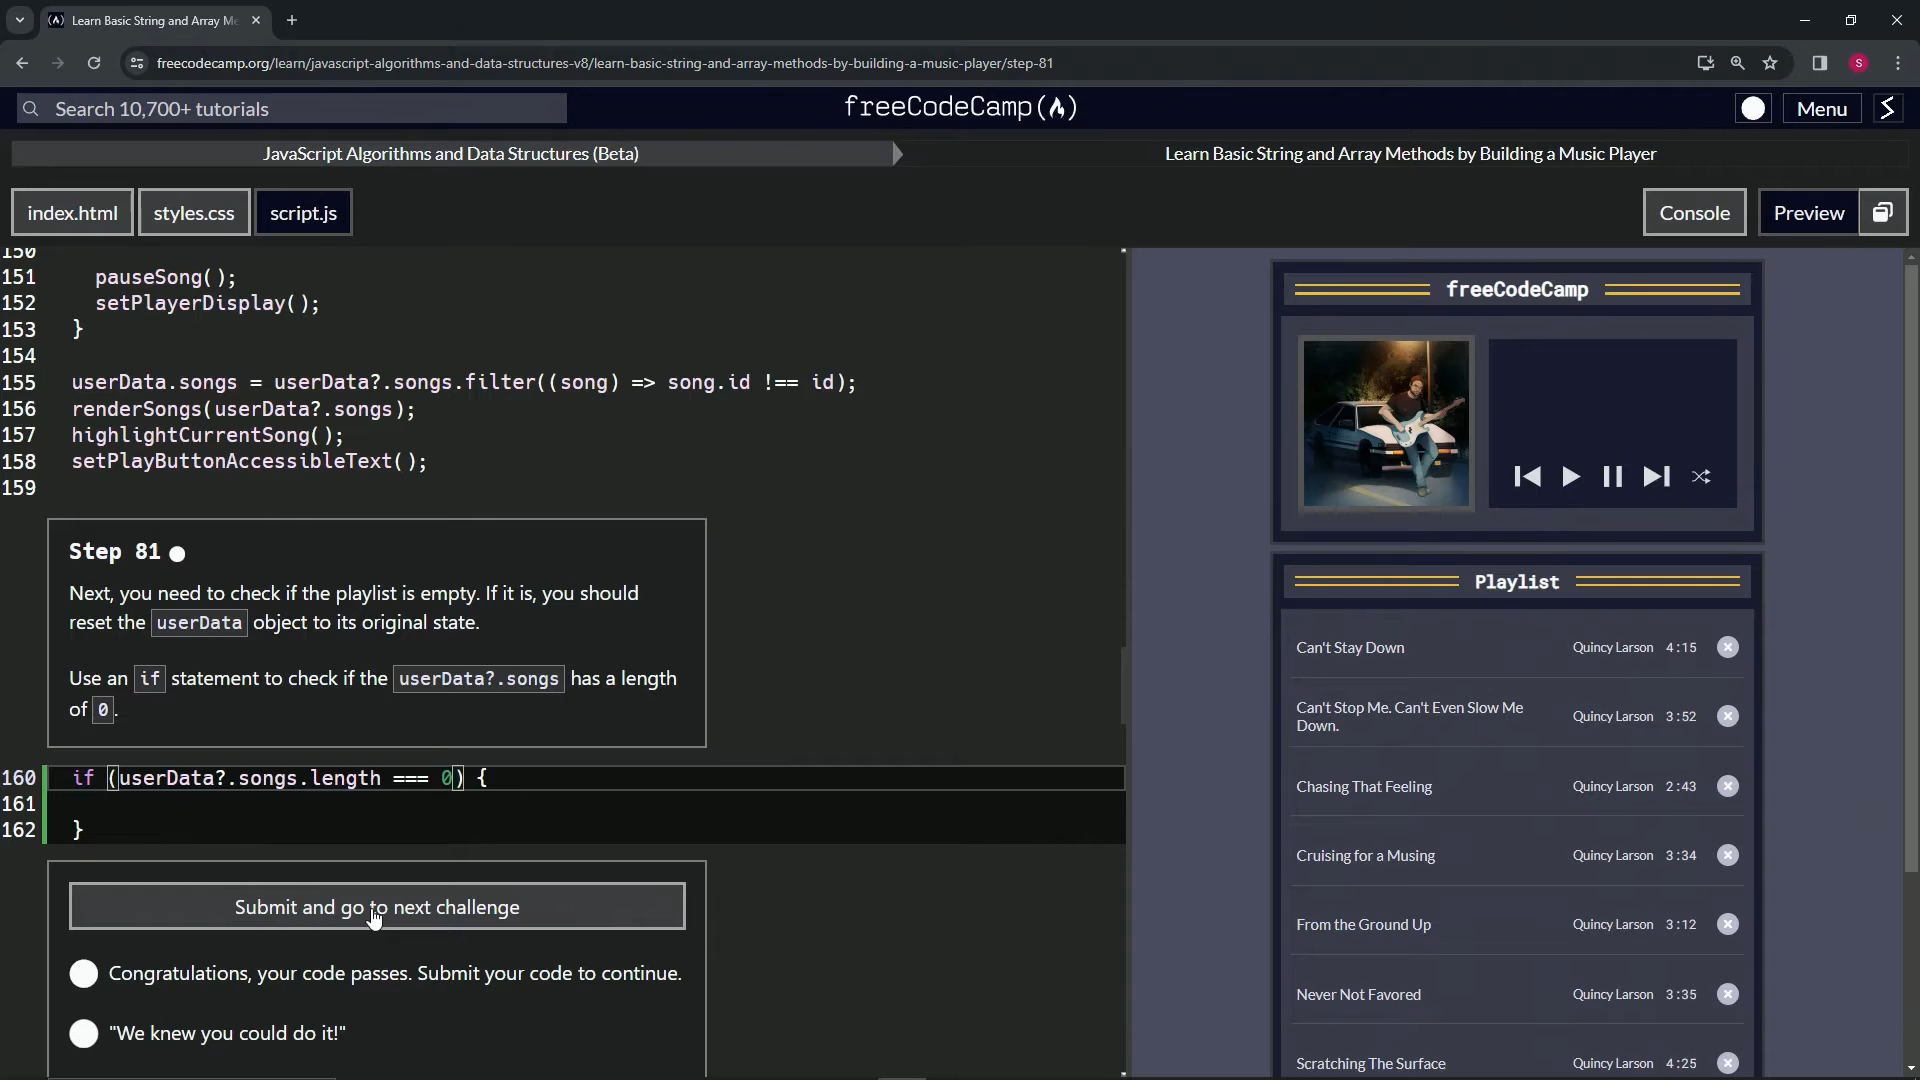 Learn Basic String and Array Me
freecodecamp.org/learn/javascript-algorithms-and-data-structures-v8/learn-basic-string-and-array-methods-by-building-a-music-player/step-81
S
Search 10,700+ tutorials
freeCodeCamp(🔥)
Menu
JavaScript Algorithms and Data Structures (Beta)
Learn Basic String and Array Methods by Building a Music Player
index.html
styles.css
script.js
Console
Preview
150
151 pauseSong();
152 setPlayerDisplay();
153 }
154
155 userData.songs = userData?.songs.filter((song) => song.id !== id);
156 renderSongs(userData?.songs);
157 highlightCurrentSong();
158 setPlayButtonAccessibleText();
159
Step 81
Next, you need to check if the playlist is empty. If it is, you should
reset the userData object to its original state.
Use an if statement to check if the userData?.songs has a length
of 0.
160 if (userData?.songs.length === 0) {
161
162 }
Submit and go to next challenge
Congratulations, your code passes. Submit your code to continue.
"We knew you could do it!"
freeCodeCamp
Playlist
Can't Stay Down Quincy Larson 4:15
Can't Stop Me. Can't Even Slow Me
Down. Quincy Larson 3:52
Chasing That Feeling Quincy Larson 2:43
Cruising for a Musing Quincy Larson 3:34
From the Ground Up Quincy Larson 3:12
Never Not Favored Quincy Larson 3:35
Scratching The Surface Quincy Larson 4:25